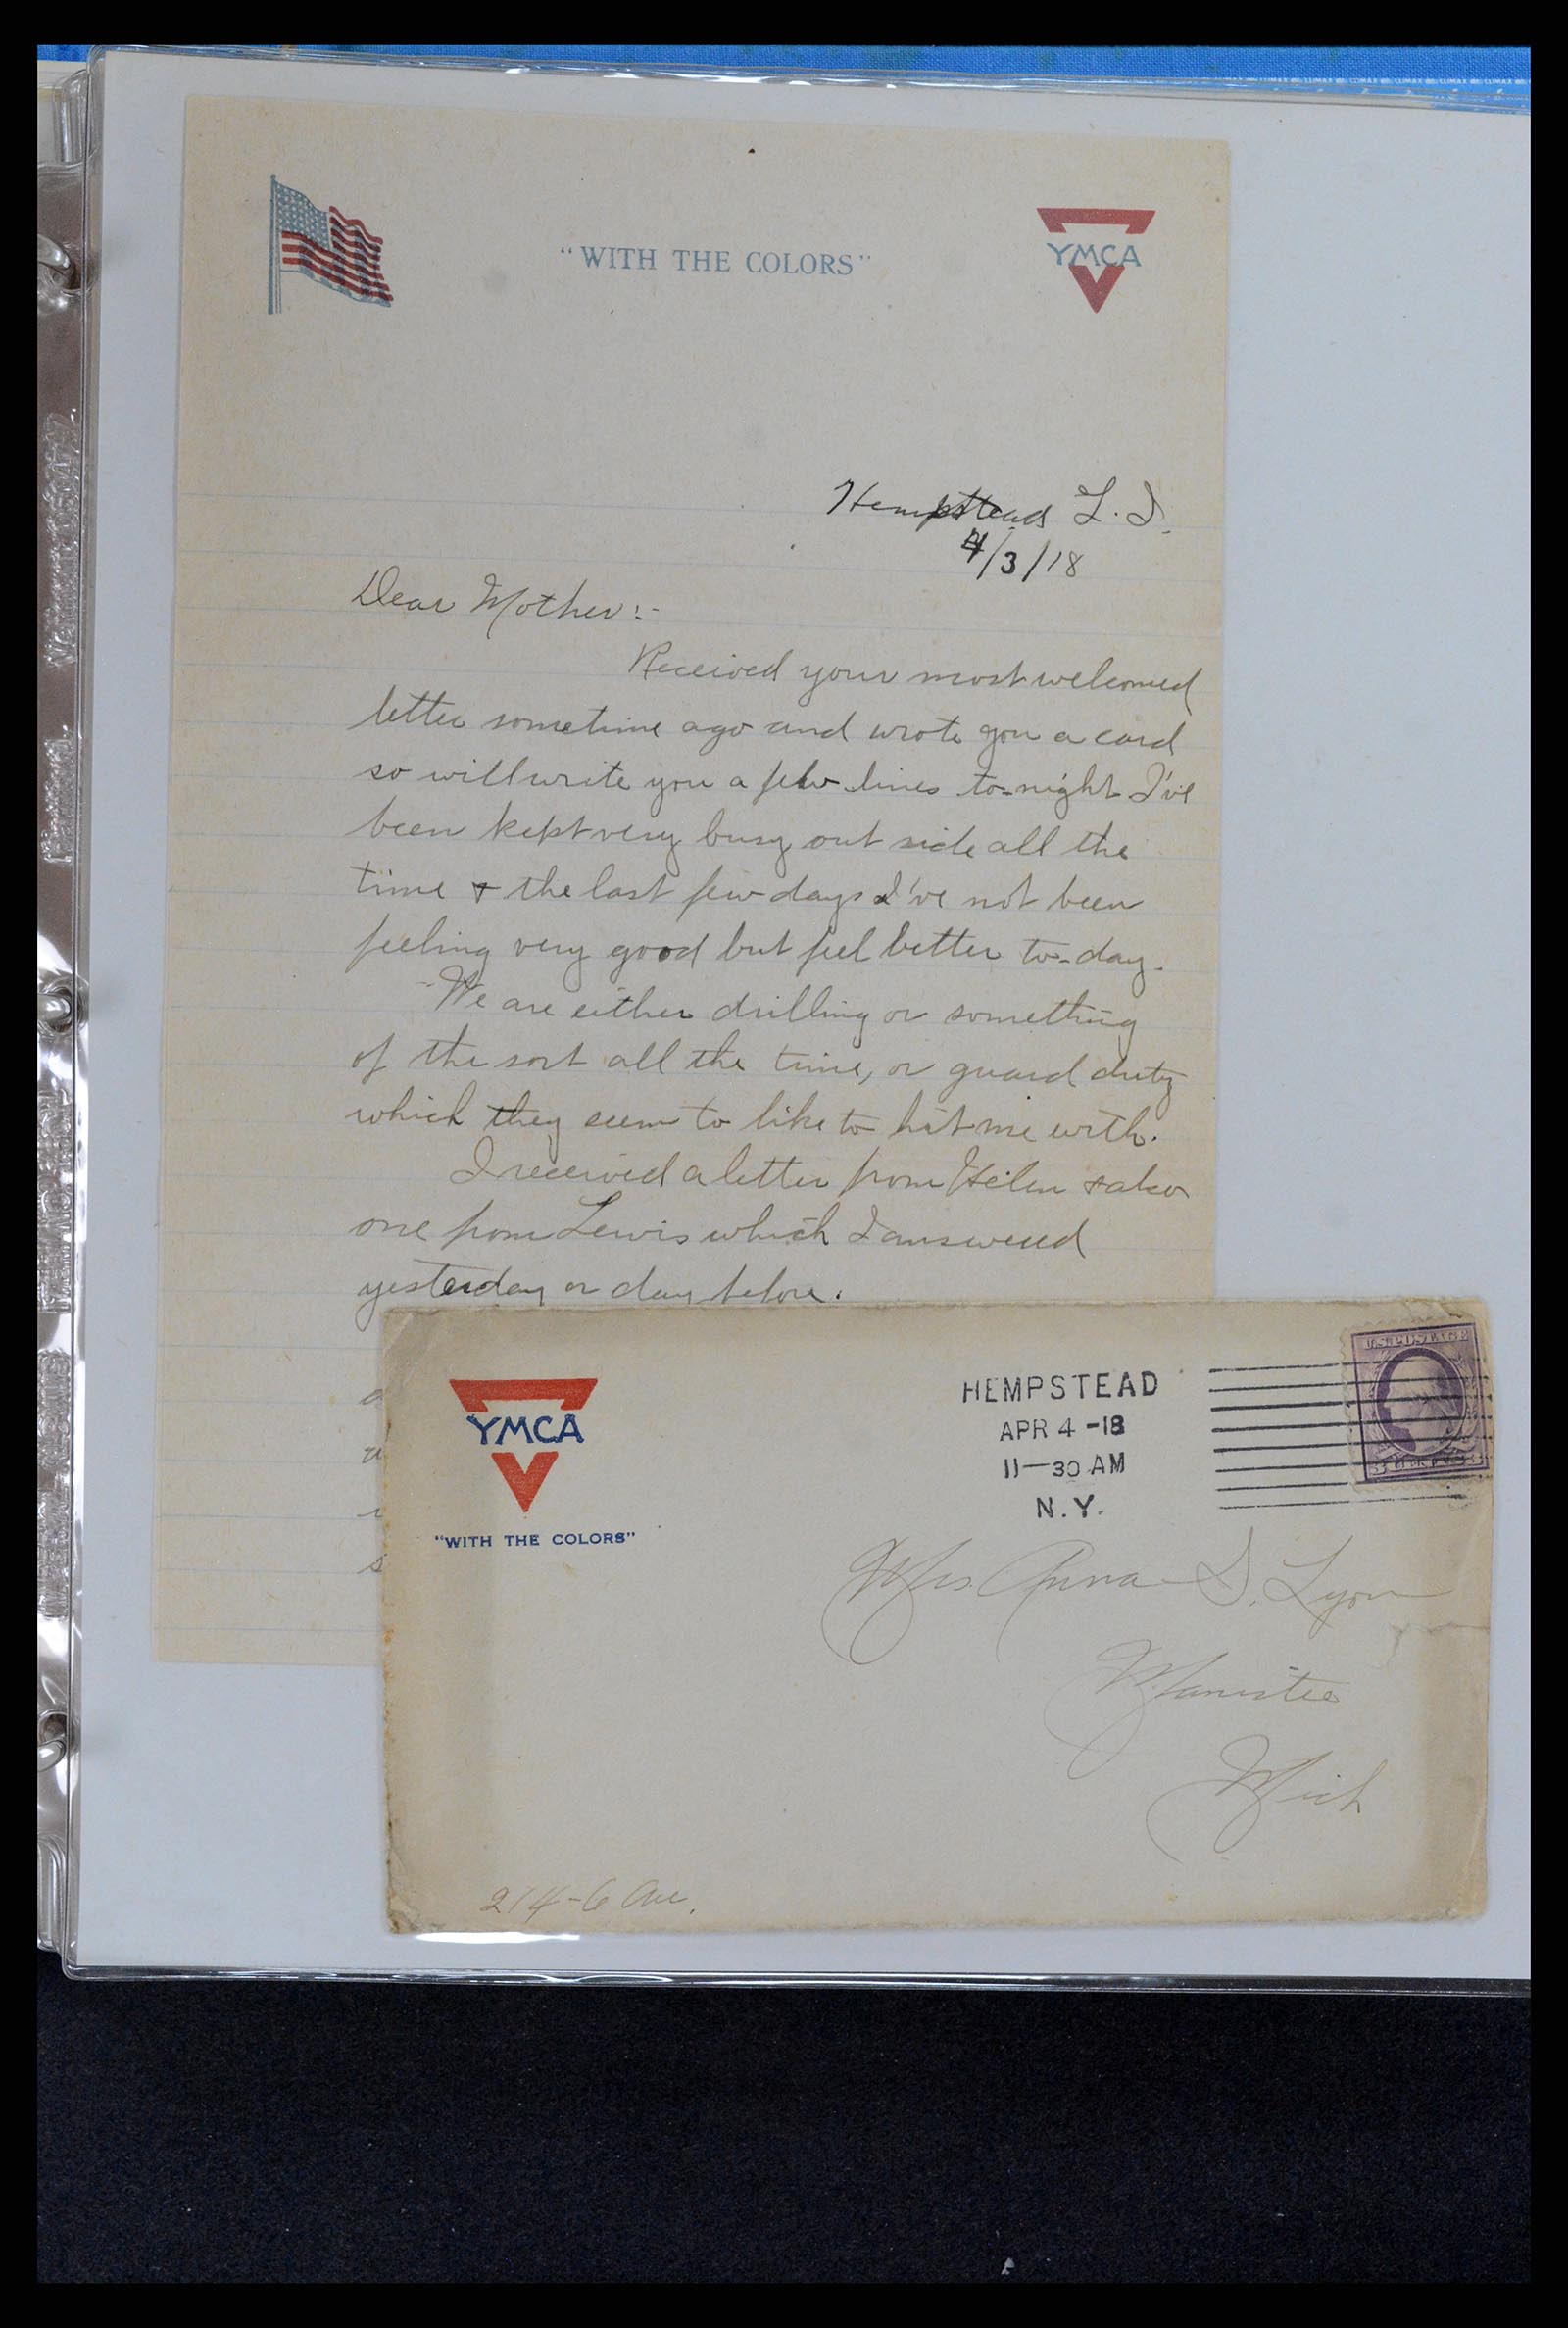 "WITH THE COLORS"
YMCA
Hempstead L. I.
4/3/18
Dear Mother:-
Received your most welcomed
letter sometime ago and wrote you a card
so will write you a few lines to-night I've
been kept very busy out side all the
time & the last few days I've not been
feeling very good but feel better to-day.
We are either drilling or something
of the sort all the time, or guard duty
which they seem to like to hit me with.
I received a letter from Helen & also
one from Lewis which I answered
yesterday or day before.
YMCA
"WITH THE COLORS"
HEMPSTEAD
APR 4 -18
11-30 AM
N.Y.
U.S. POSTAGE
3 CENTS 3
Mrs. Anna S. Lyon
Manistee
Mich
214-6 Ave.